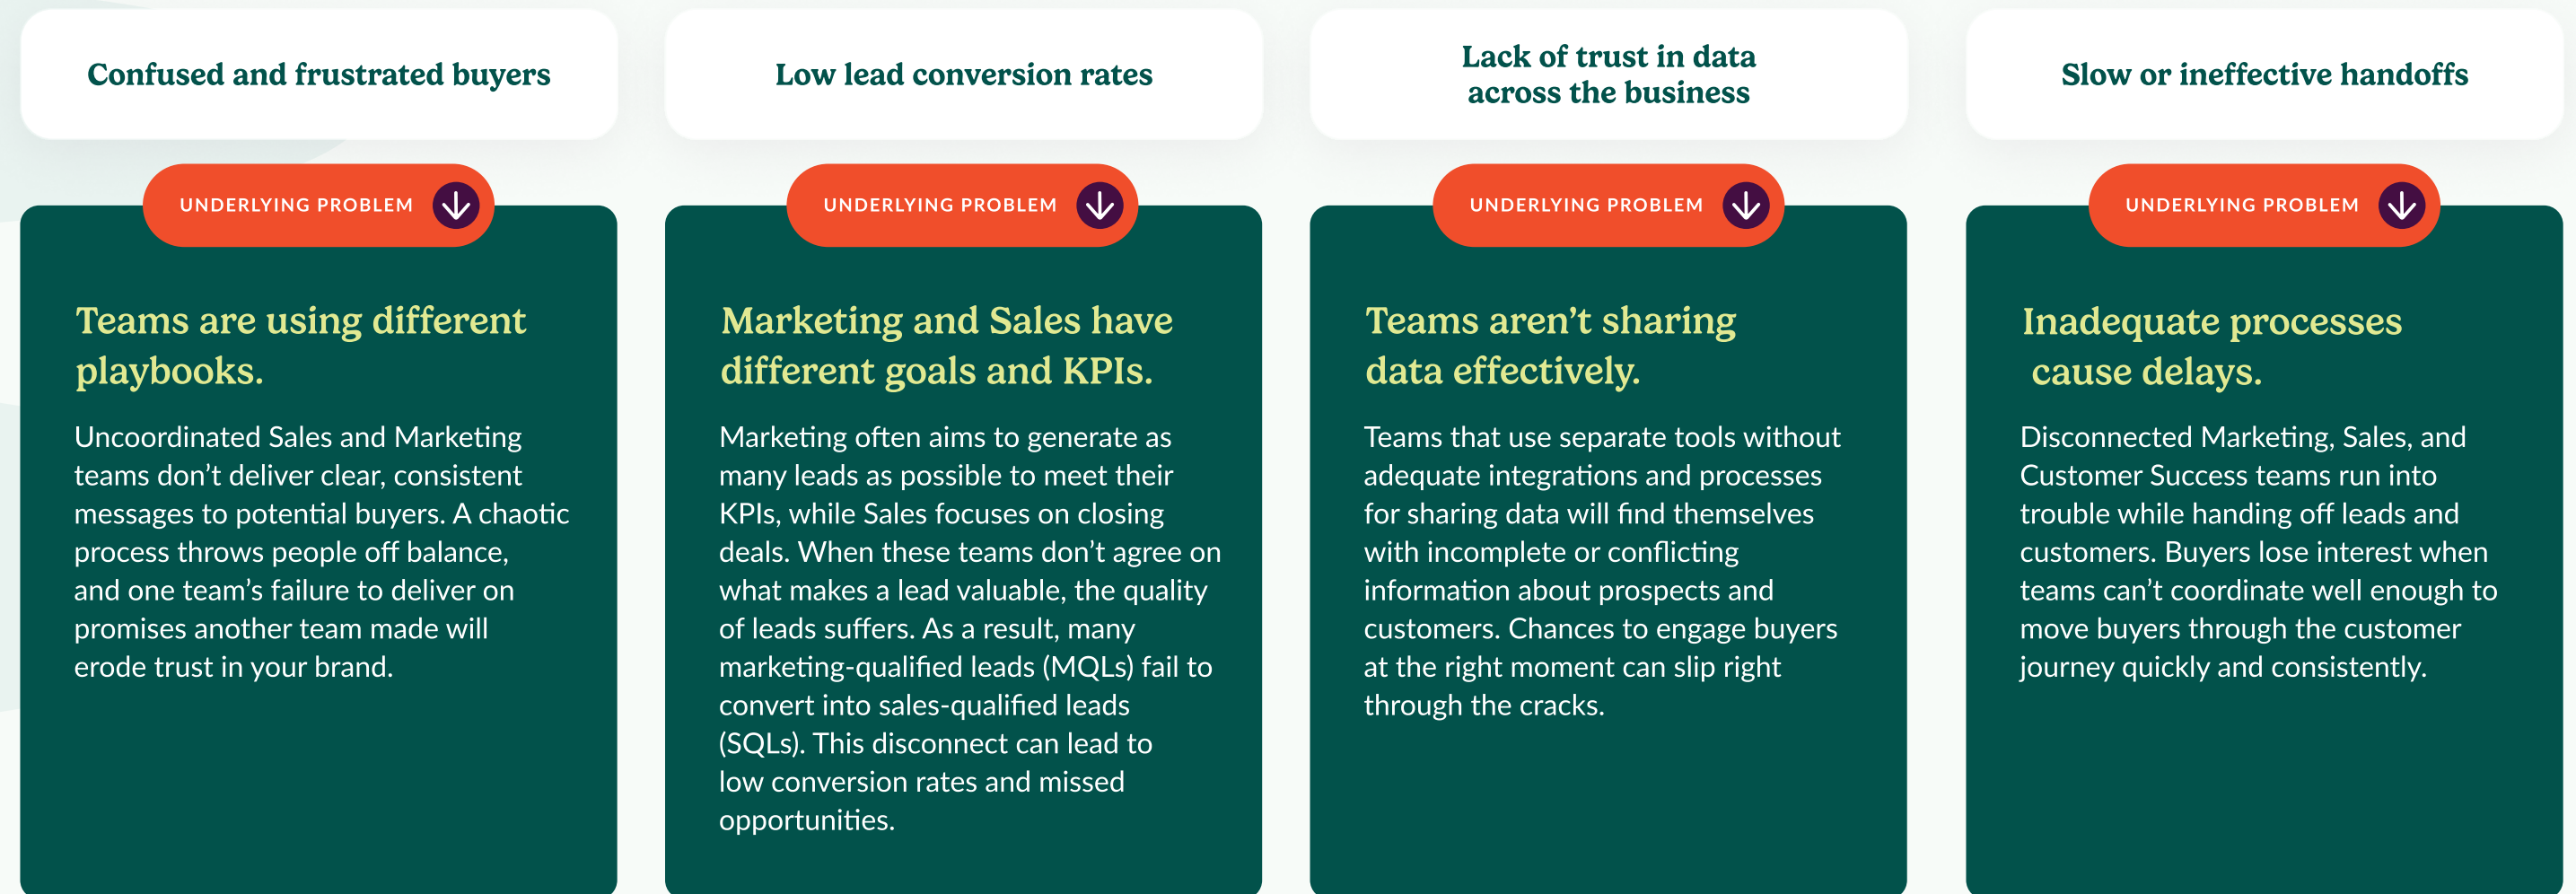 Confused and frustrated buyers
UNDERLYING PROBLEM
Teams are using different
playbooks.
Uncoordinated Sales and Marketing
teams don’t deliver clear, consistent
messages to potential buyers. A chaotic
process throws people off balance,
and one team’s failure to deliver on
promises another team made will
erode trust in your brand.
Low lead conversion rates
UNDERLYING PROBLEM
Marketing and Sales have
different goals and KPIs.
Marketing often aims to generate as
many leads as possible to meet their
KPIs, while Sales focuses on closing
deals. When these teams don’t agree on
what makes a lead valuable, the quality
of leads suffers. As a result, many
marketing-qualified leads (MQLs) fail to
convert into sales-qualified leads
(SQLs). This disconnect can lead to
low conversion rates and missed
opportunities.
Lack of trust in data
across the business
UNDERLYING PROBLEM
Teams aren’t sharing
data effectively.
Teams that use separate tools without
adequate integrations and processes
for sharing data will find themselves
with incomplete or conflicting
information about prospects and
customers. Chances to engage buyers
at the right moment can slip right
through the cracks.
Slow or ineffective handoffs
UNDERLYING PROBLEM
Inadequate processes
cause delays.
Disconnected Marketing, Sales, and
Customer Success teams run into
trouble while handing off leads and
customers. Buyers lose interest when
teams can’t coordinate well enough to
move buyers through the customer
journey quickly and consistently.